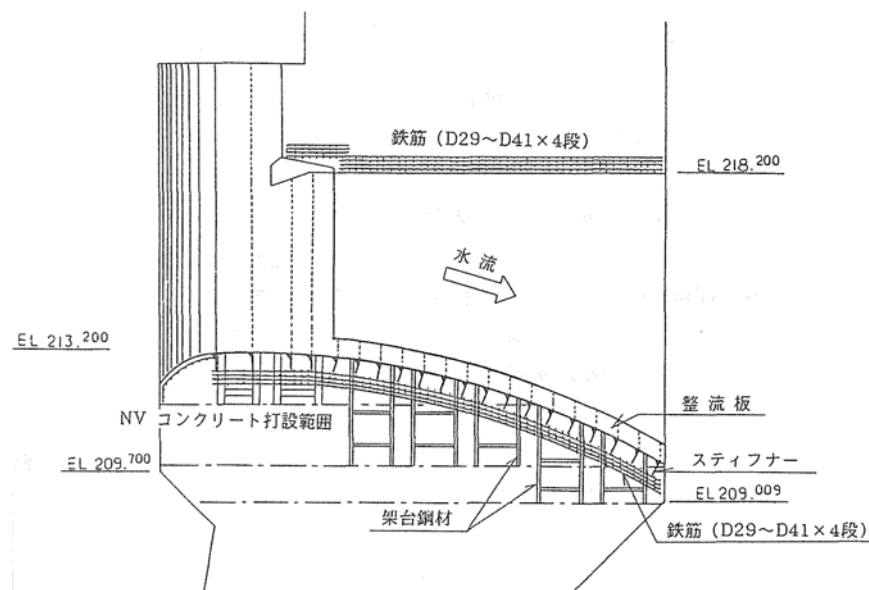 鉄筋 (D29～D41×4段)
EL 218.200
水流
EL 213.200
整流板
NV コンクリート打設範囲
EL 209.700
スティフナー
EL 209.009
架台鋼材
鉄筋 (D29～D41×4段)